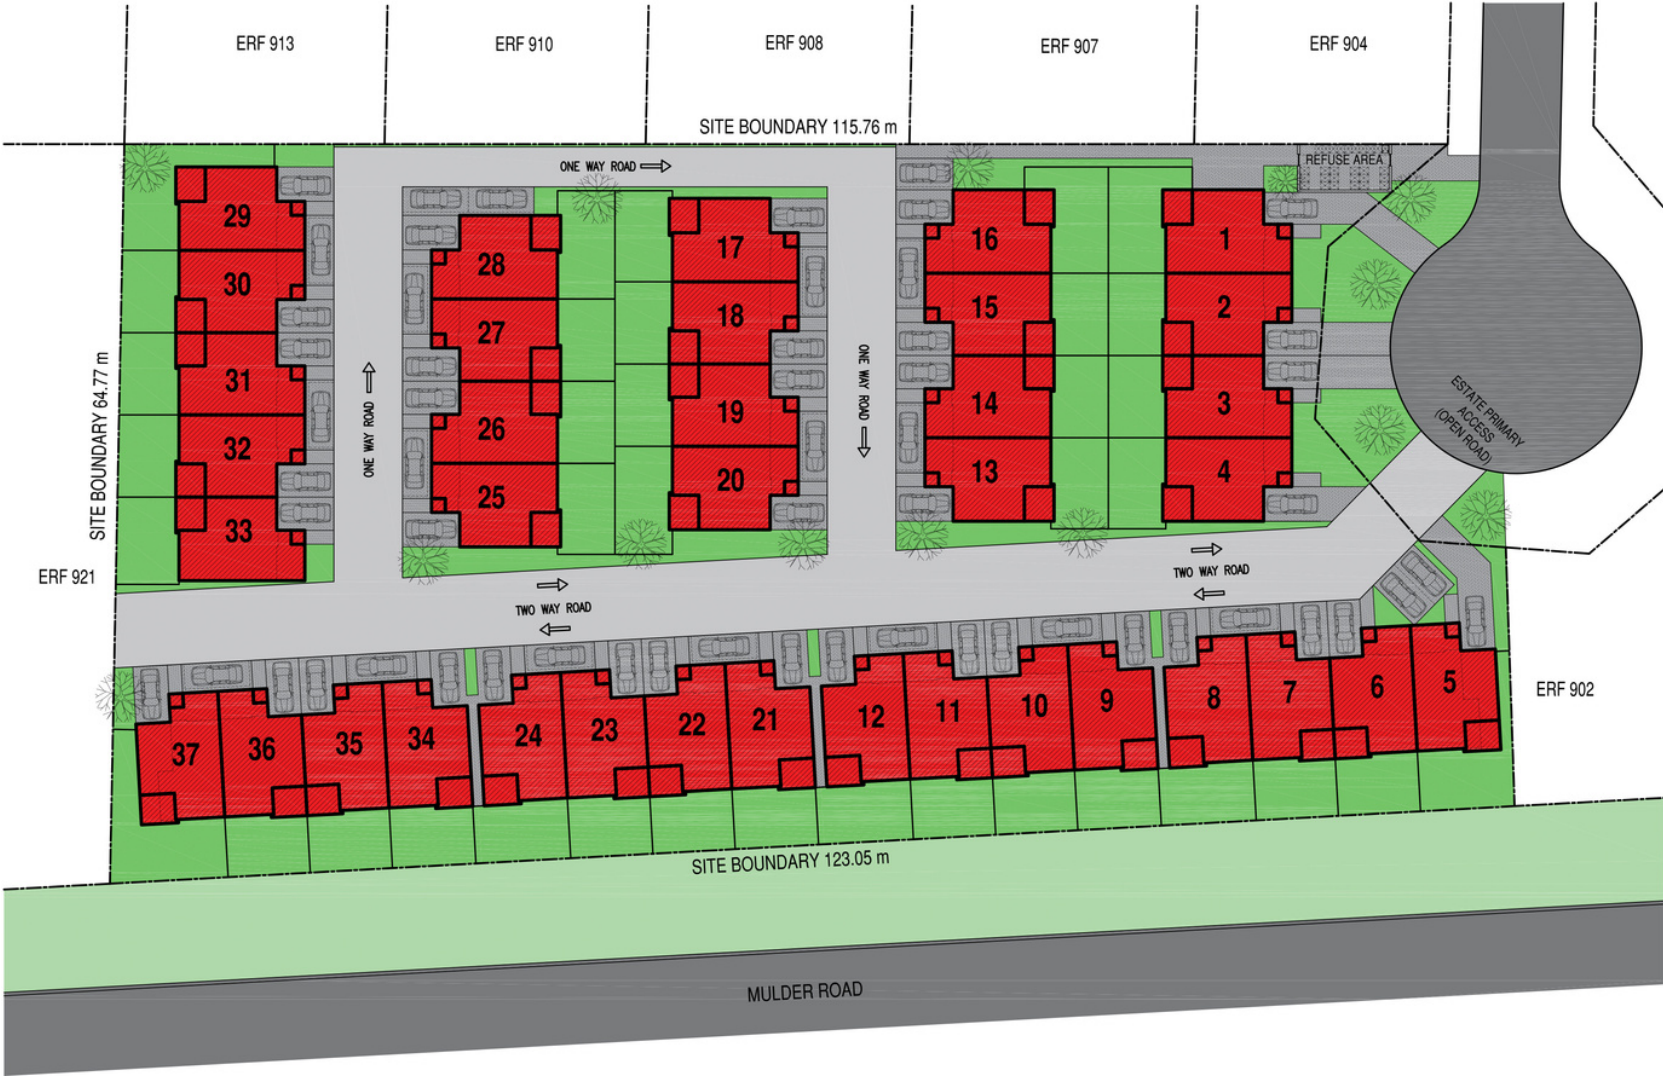 ERF 913
ERF 910
ERF 908
ERF 907
ERF 904
SITE BOUNDARY 115.76 m
ONE WAY ROAD
REFUSE AREA
29
30
31
32
33
28
27
26
25
17
18
19
20
16
15
14
13
1
2
3
4
SITE BOUNDARY 64.77 m
ONE WAY ROAD
ONE WAY ROAD
ESTATE PRIMARY
ACCESS
(OPEN ROAD)
ERF 921
TWO WAY ROAD
TWO WAY ROAD
37
36
35
34
24
23
22
21
12
11
10
9
8
7
6
5
ERF 902
SITE BOUNDARY 123.05 m
MULDER ROAD